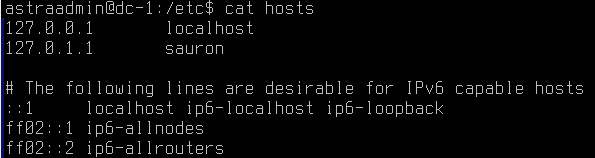 astraadmin@dc-1:/etc$ cat hosts
127.0.0.1 localhost
127.0.1.1 sauron
# The following lines are desirable for IPv6 capable hosts
::1 localhost ip6-localhost ip6-loopback
ff02::1 ip6-allnodes
ff02::2 ip6-allrouters